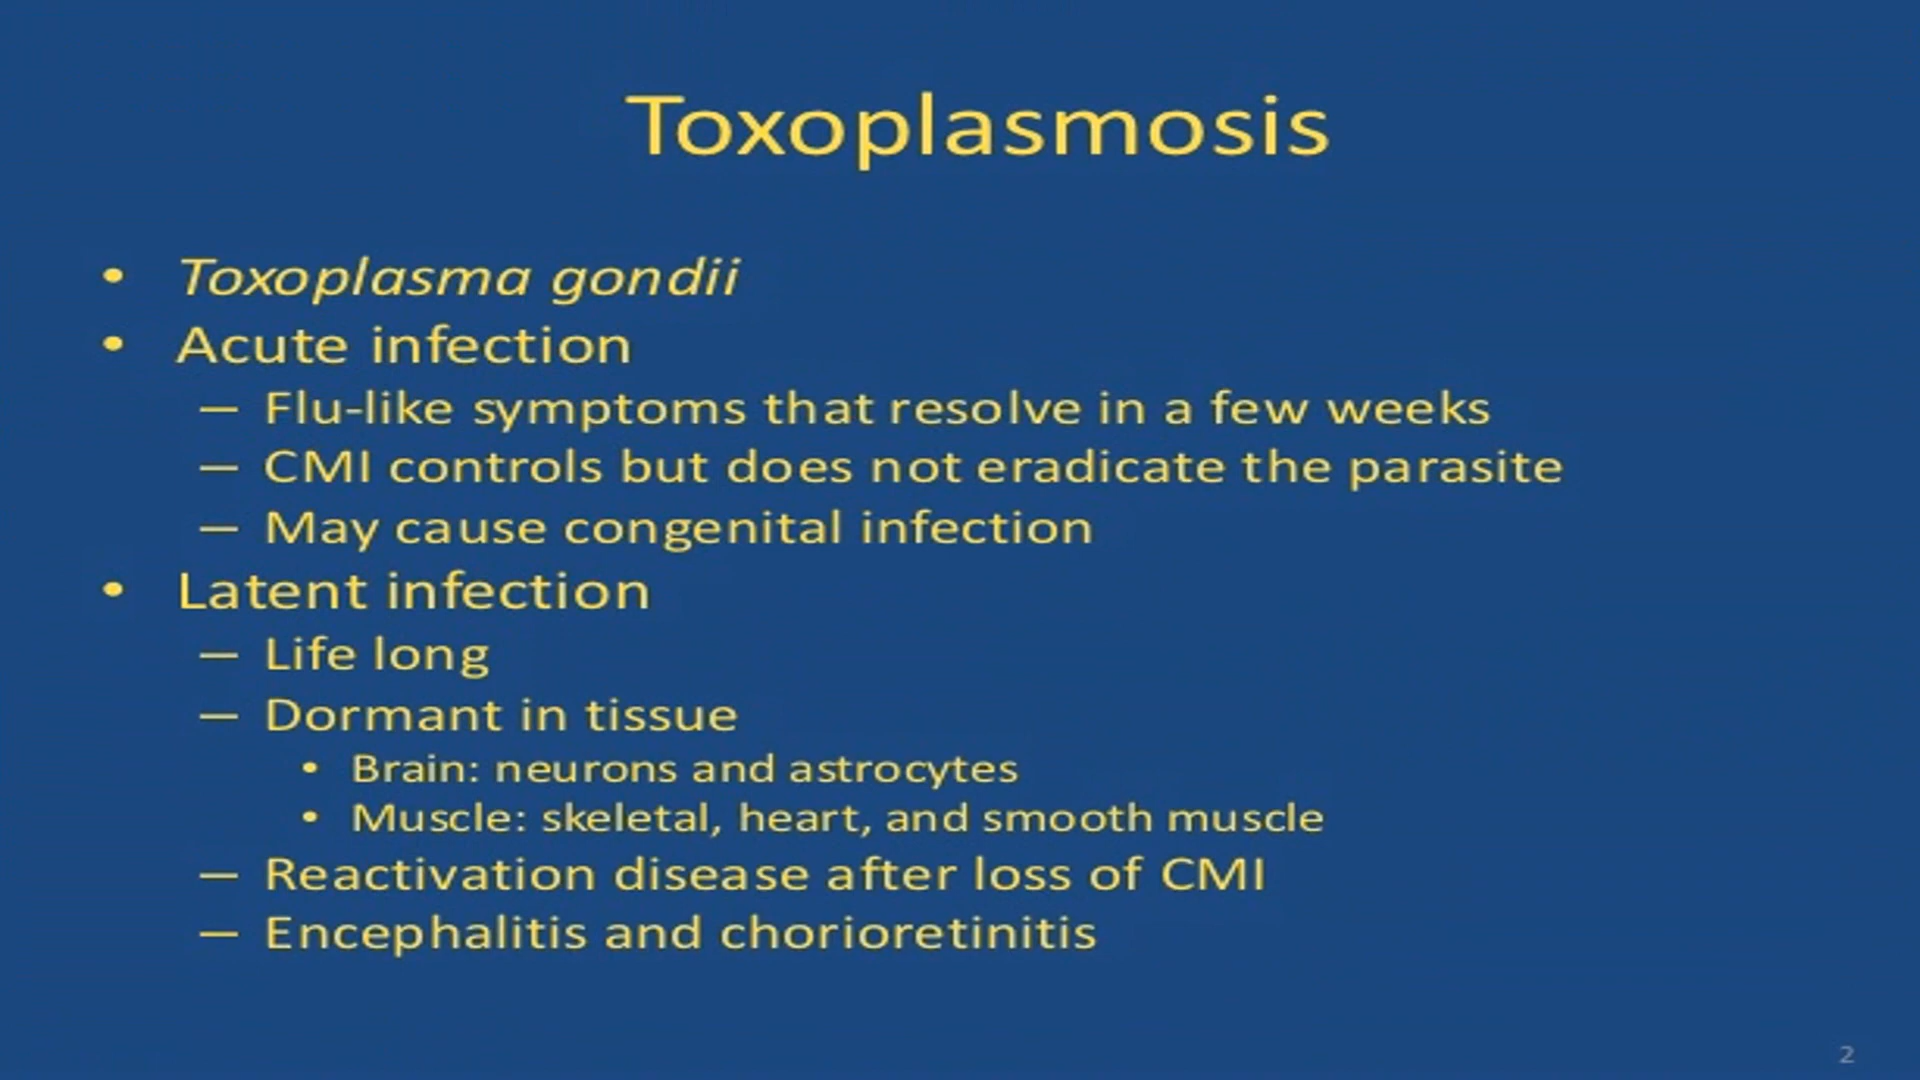 Toxoplasmosis
• Toxoplasma gondii
• Acute infection
– Flu-like symptoms that resolve in a few weeks
– CMI controls but does not eradicate the parasite
– May cause congenital infection
• Latent infection
– Life long
– Dormant in tissue
• Brain: neurons and astrocytes
• Muscle: skeletal, heart, and smooth muscle
– Reactivation disease after loss of CMI
– Encephalitis and chorioretinitis
2